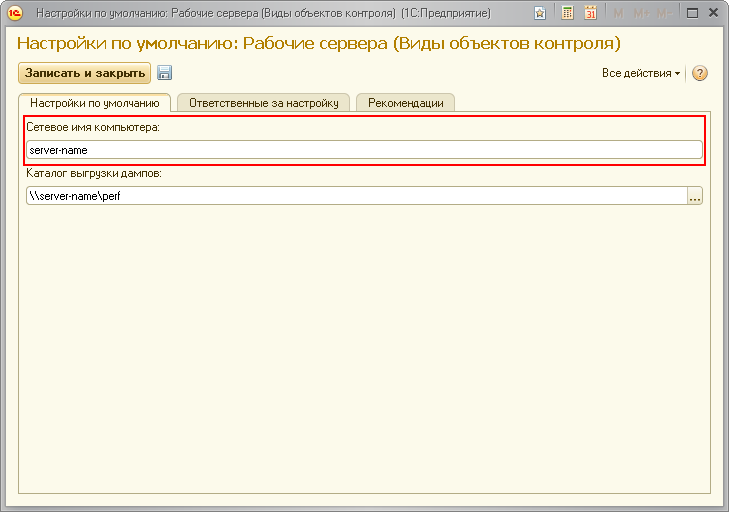 Настройки по умолчанию: Рабочие сервера (Виды объектов контроля) (1С:Предприятие)
31 M M+ M-
Настройки по умолчанию: Рабочие сервера (Виды объектов контроля)
Записать и закрыть Все действия ?
Настройки по умолчанию Ответственные за настройку Рекомендации
Сетевое имя компьютера:
server-name
Каталог выгрузки дампов:
\\server-name\perf ...